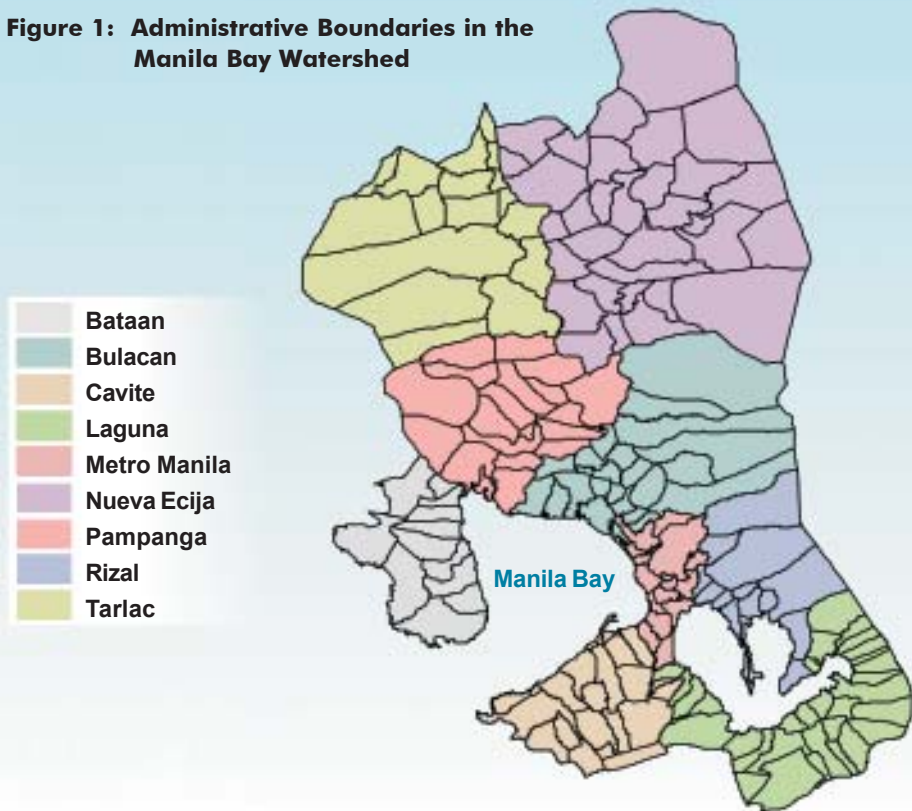 Figure 1: Administrative Boundaries in the
Manila Bay Watershed
Bataan
Bulacan
Cavite
Laguna
Metro Manila
Nueva Ecija
Pampanga
Rizal
Tarlac
Manila Bay